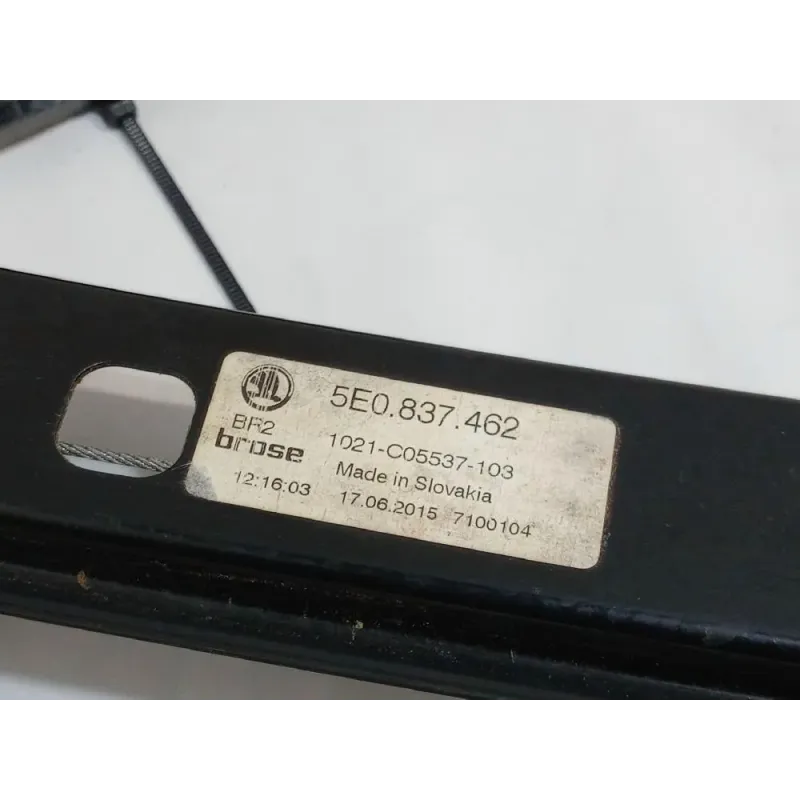 5E0.837.462
BR2
brose
1021-C05537-103
Made in Slovakia
12:16:03
17.06.2015 7100104